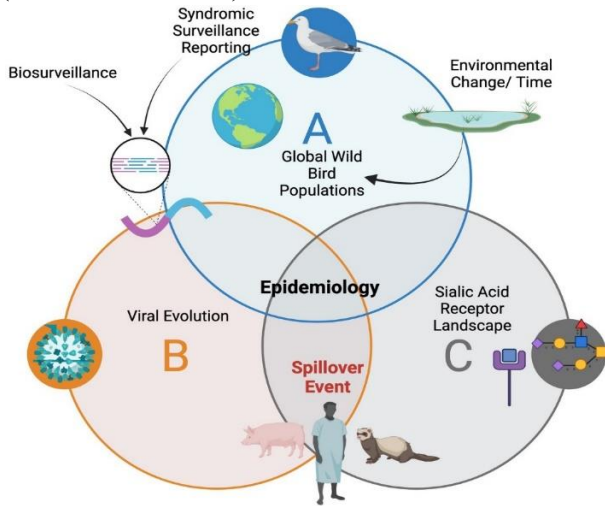 Syndromic
Surveillance
Reporting
Biosurveillance
Environmental
Change/ Time
A
Global Wild
Bird
Populations
Epidemiology
Viral Evolution
B
Sialic Acid
Receptor
Landscape
C
Spillover
Event